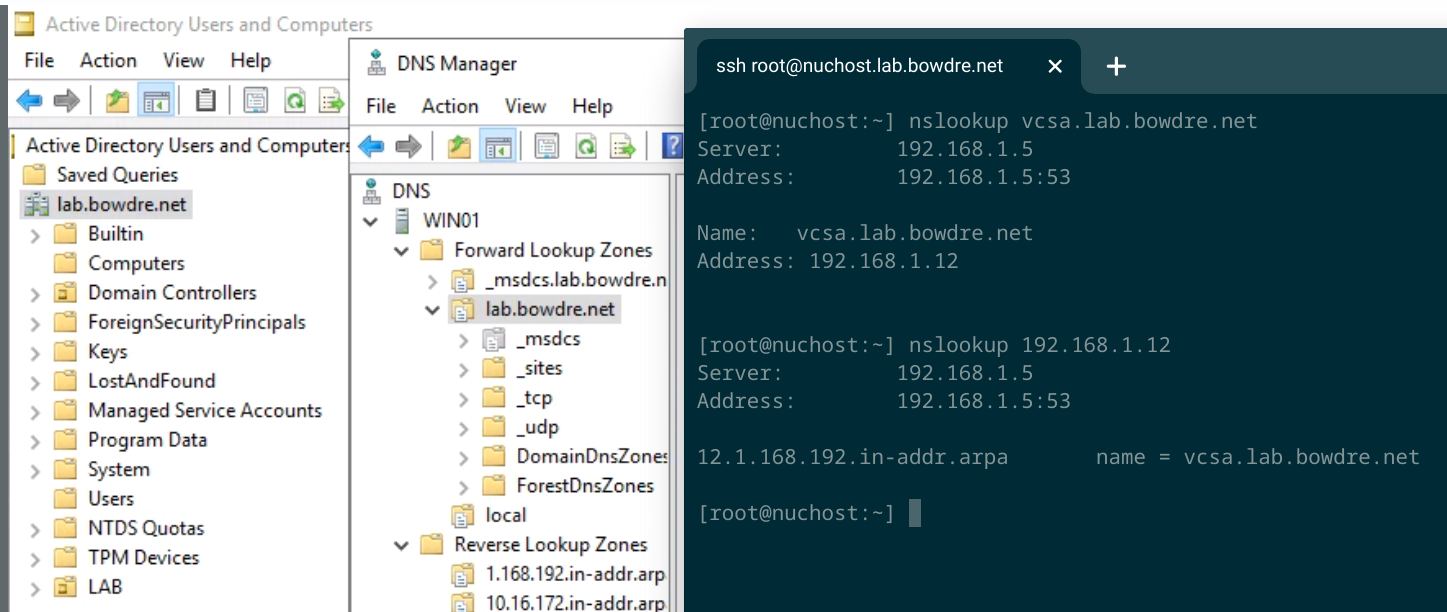 Active Directory Users and Computers
File Action View Help
Active Directory Users and Computers
Saved Queries
lab.bowdre.net
Builtin
Computers
Domain Controllers
ForeignSecurityPrincipals
Keys
LostAndFound
Managed Service Accounts
Program Data
System
Users
NTDS Quotas
TPM Devices
LAB
DNS Manager
File Action View Help
DNS
WIN01
Forward Lookup Zones
_msdcs.lab.bowdre.n
lab.bowdre.net
_msdcs
_sites
_tcp
_udp
DomainDnsZones
ForestDnsZones
local
Reverse Lookup Zones
1.168.192.in-addr.arp
10.16.172.in-addr.arp
ssh root@nuchost.lab.bowdre.net
[root@nuchost:~] nslookup vcsa.lab.bowdre.net
Server: 192.168.1.5
Address: 192.168.1.5:53
Name: vcsa.lab.bowdre.net
Address: 192.168.1.12
[root@nuchost:~] nslookup 192.168.1.12
Server: 192.168.1.5
Address: 192.168.1.5:53
12.1.168.192.in-addr.arpa name = vcsa.lab.bowdre.net
[root@nuchost:~]